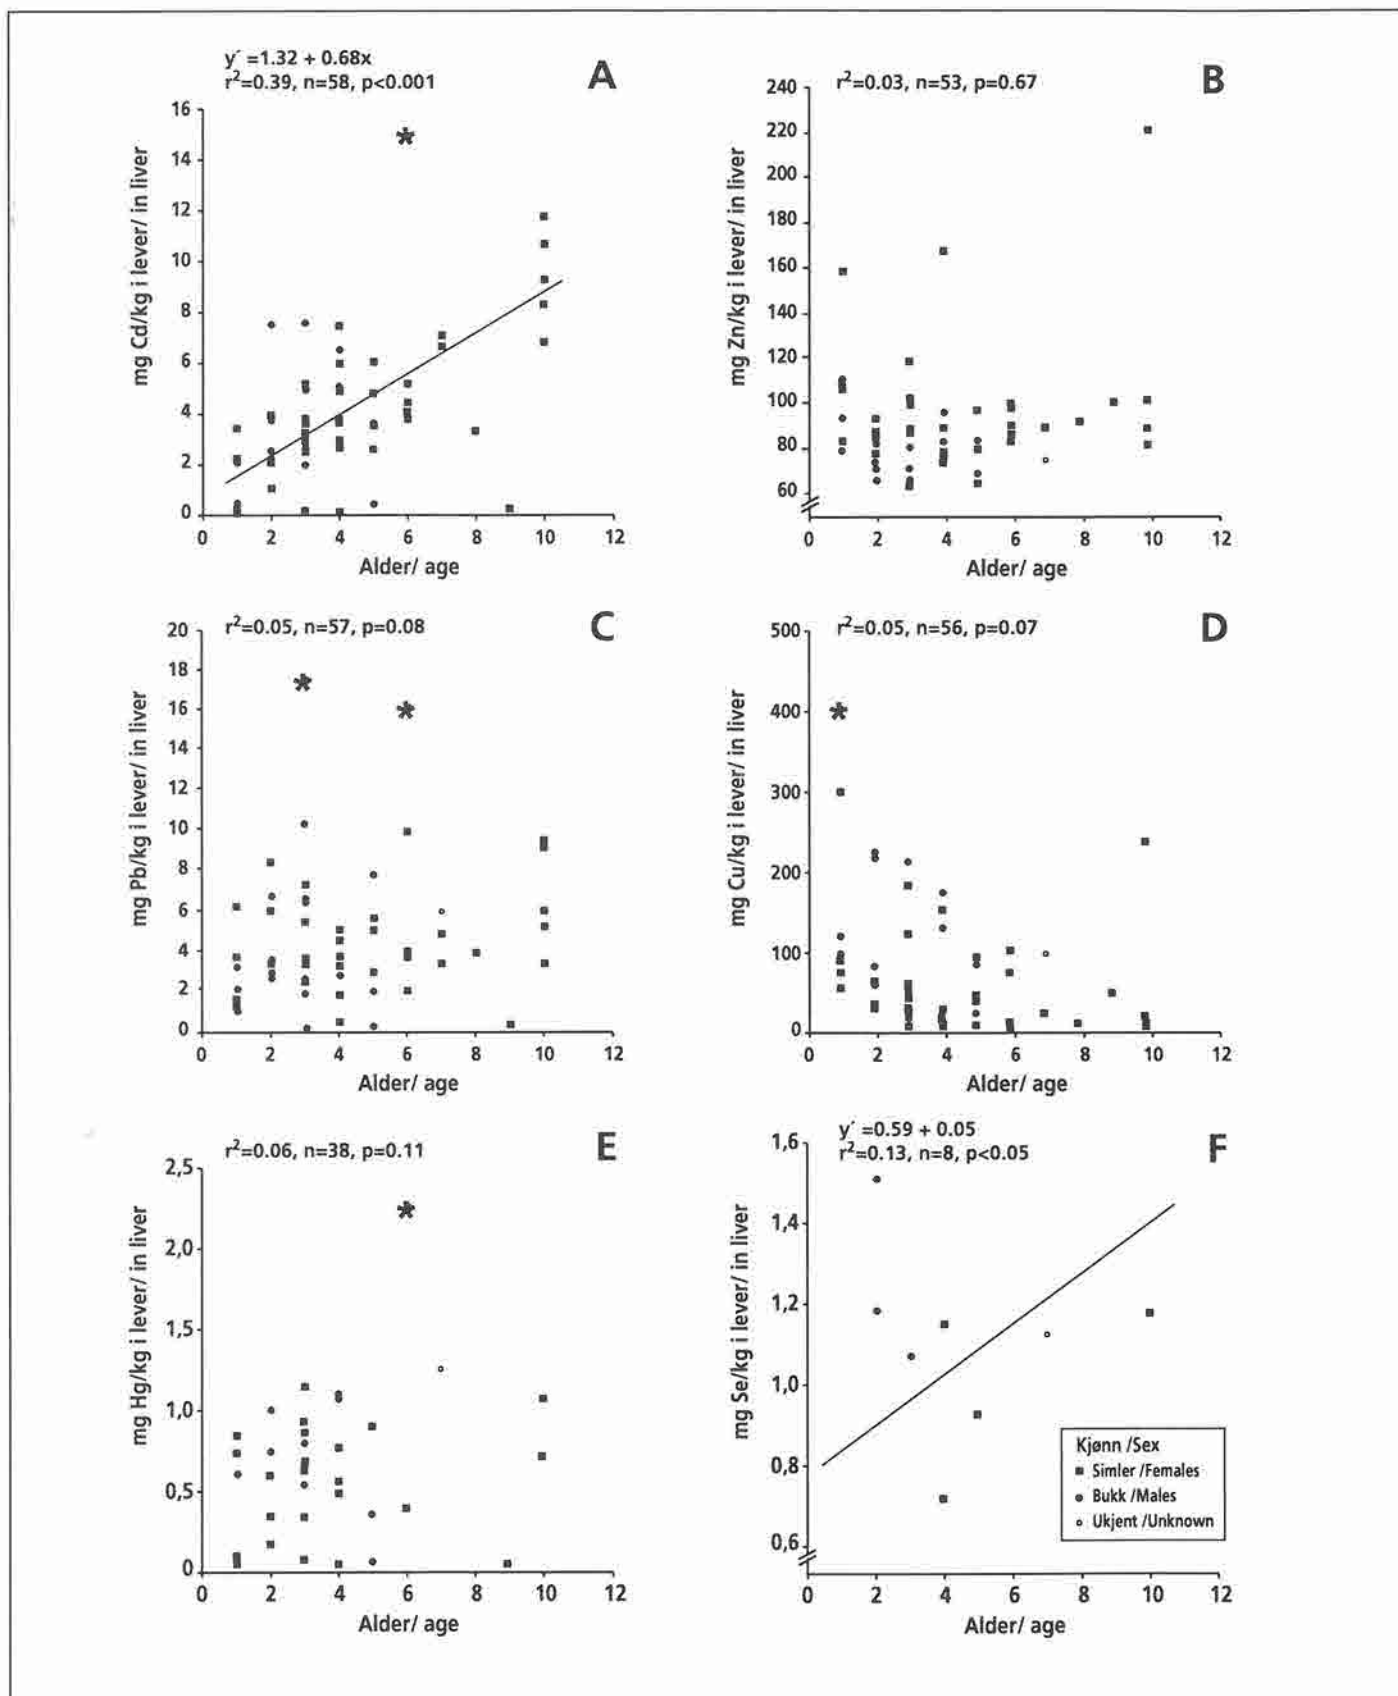 y´ =1.32 + 0.68x
r²=0.39, n=58, p<0.001
A
mg Cd/kg i lever/ in liver
16
14
12
10
8
6
4
2
0
0 2 4 6 8 10 12
Alder/ age
r²=0.03, n=53, p=0.67
B
mg Zn/kg i lever/ in liver
240
220
200
180
160
140
120
100
80
60
0 2 4 6 8 10 12
Alder/ age
r²=0.05, n=57, p=0.08
C
mg Pb/kg i lever/ in liver
20
18
16
14
12
10
8
6
4
2
0
0 2 4 6 8 10 12
Alder/ age
r²=0.05, n=56, p=0.07
D
mg Cu/kg i lever/ in liver
500
400
300
200
100
0
0 2 4 6 8 10 12
Alder/ age
r²=0.06, n=38, p=0.11
E
mg Hg/kg i lever/ in liver
2,5
2,0
1,5
1,0
0,5
0
0 2 4 6 8 10 12
Alder/ age
y´ =0.59 + 0.05
r²=0.13, n=8, p<0.05
F
mg Se/kg i lever/ in liver
1,6
1,4
1,2
1,0
0,8
0,6
0 2 4 6 8 10 12
Alder/ age
Kjønn /Sex
Simler /Females
Bukk /Males
Ukjent /Unknown